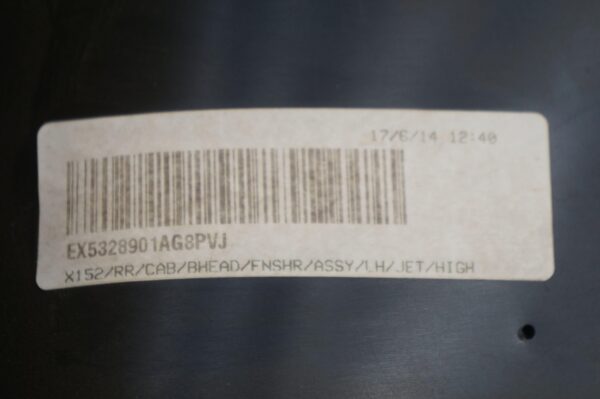 17/6/14 12:40
EX5328901AG8PVJ
X152/RR/CAB/BHEAD/FNSHR/ASSY/LH/JET/HIGH